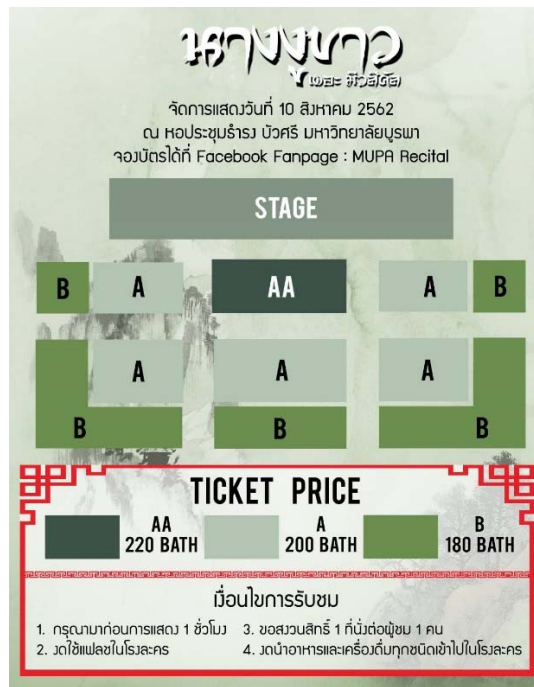 นางงูขาว
เดอะ มิวสิคัล
จัดการแสดงวันที่ 10 สิงหาคม 2562
ณ หอประชุมธำรง บัวศรี มหาวิทยาลัยบูรพา
จองบัตรได้ที่ Facebook Fanpage : MUPA Recital
STAGE
B A AA A B
A A A
B B B
TICKET PRICE
AA A B
220 BATH 200 BATH 180 BATH
เงื่อนไขการรับชม
1. กรุณามาก่อนการแสดง 1 ชั่วโมง 3. ขอสงวนสิทธิ์ 1 ที่นั่งต่อผู้ชม 1 คน
2. งดใช้แฟลชในโรงละคร 4. งดนำอาหารและเครื่องดื่มทุกชนิดเข้าไปในโรงละคร